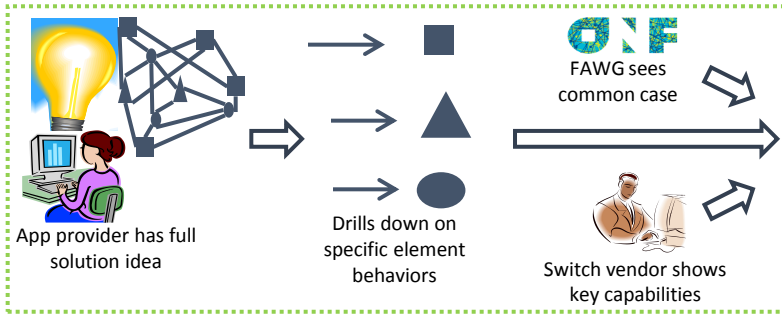 App provider has full
solution idea
Drills down on
specific element
behaviors
ONF
FAWG sees
common case
Switch vendor shows
key capabilities